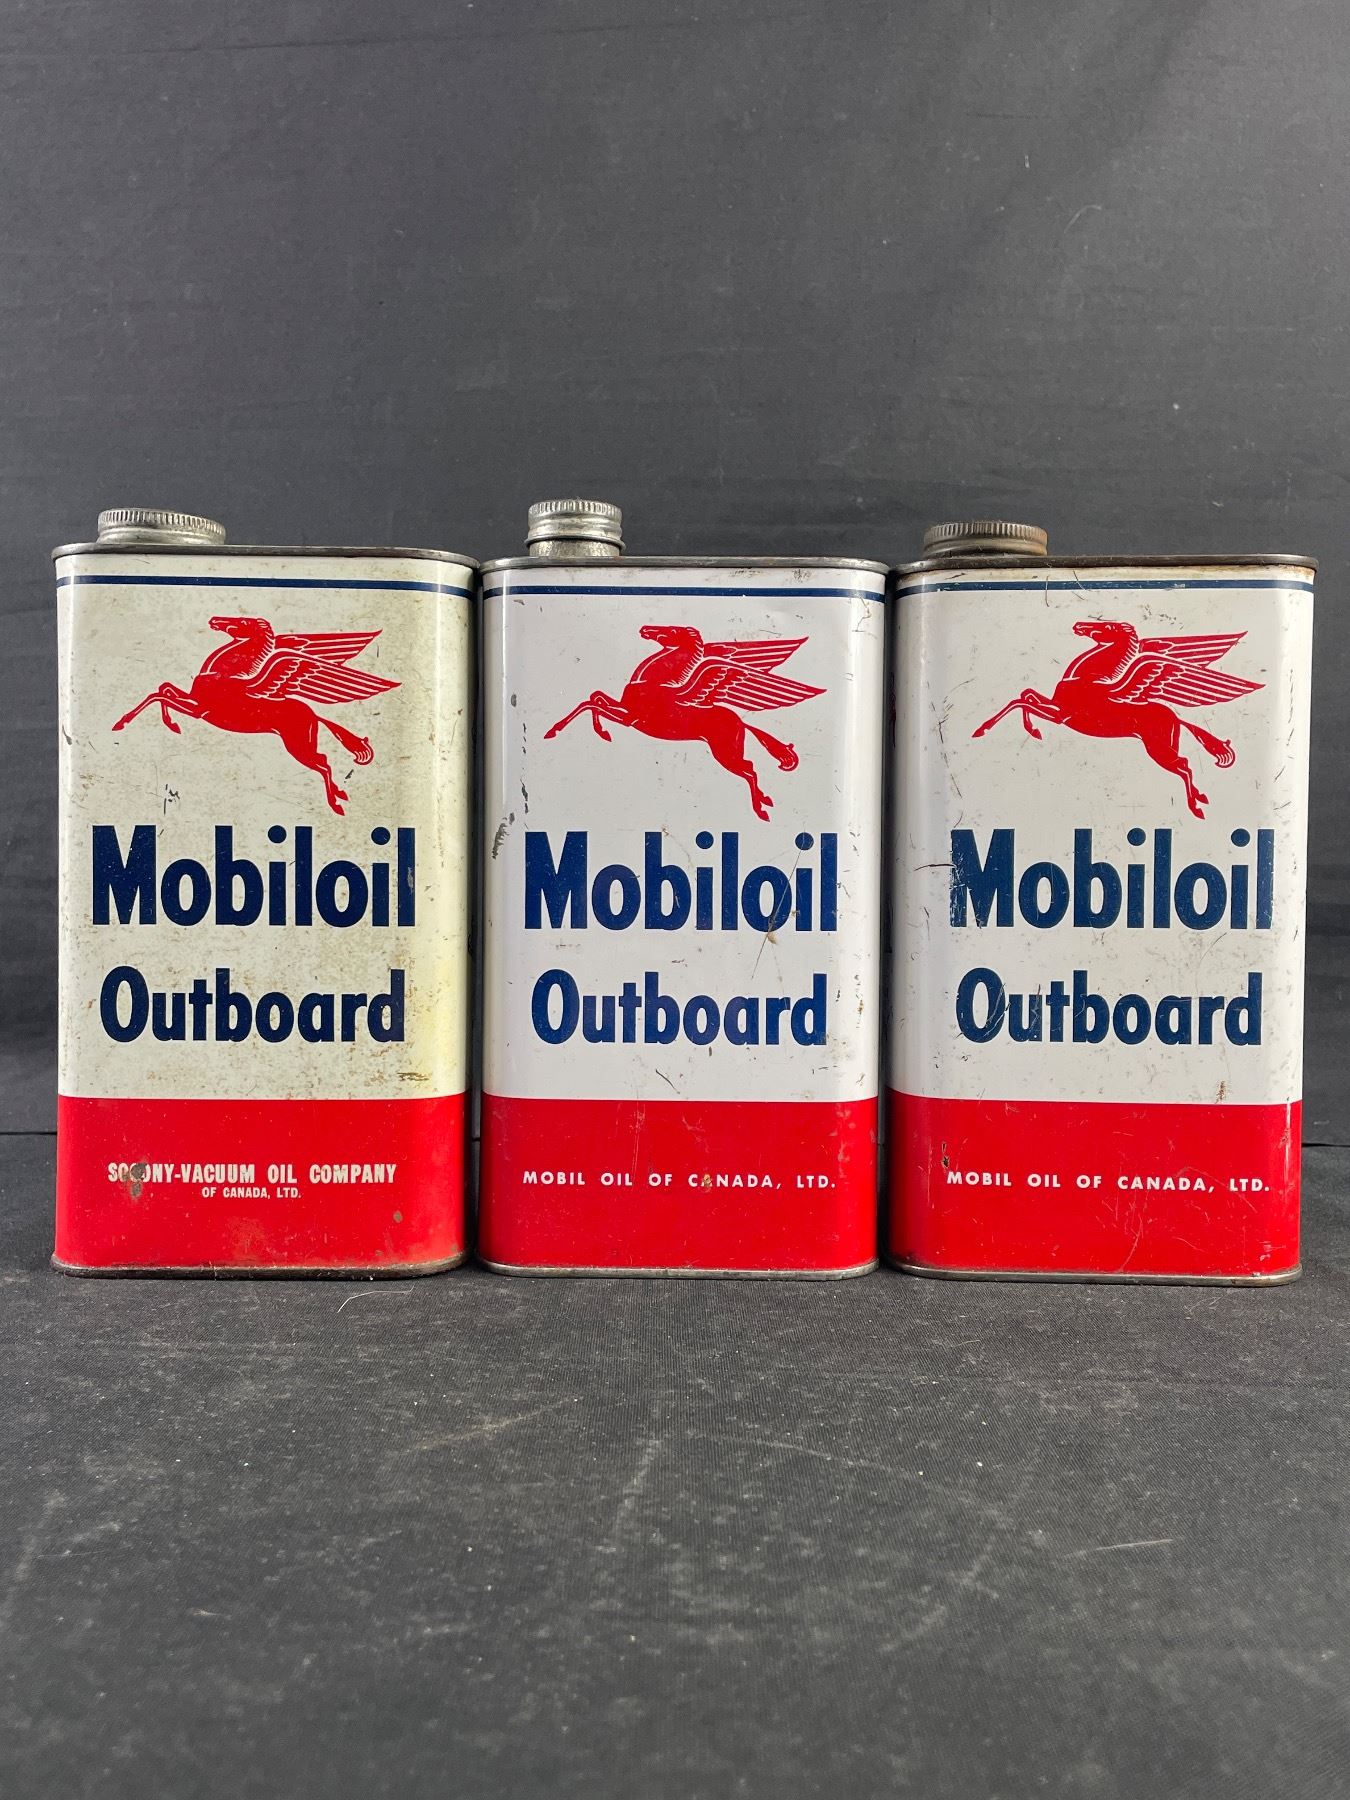 Mobiloil
Outboard
SOCONY-VACUUM OIL COMPANY
OF CANADA, LTD.
Mobiloil
Outboard
MOBIL OIL OF CANADA, LTD.
Mobiloil
Outboard
MOBIL OIL OF CANADA, LTD.